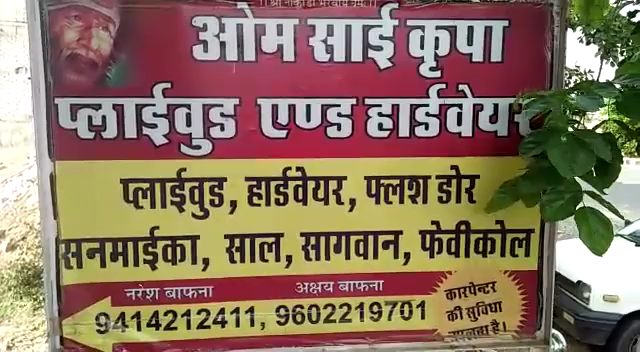 ओम साई कृपा
प्लाईवुड एण्ड हार्डवेयर
प्लाईवुड, हार्डवेयर, फ्लश डोर
सनमाईका, साल, सागवान, फेवीकोल
नरेश बाफना अक्षय बाफना
9414212411, 9602219701
कारपेन्टर
की सुविधा
है।